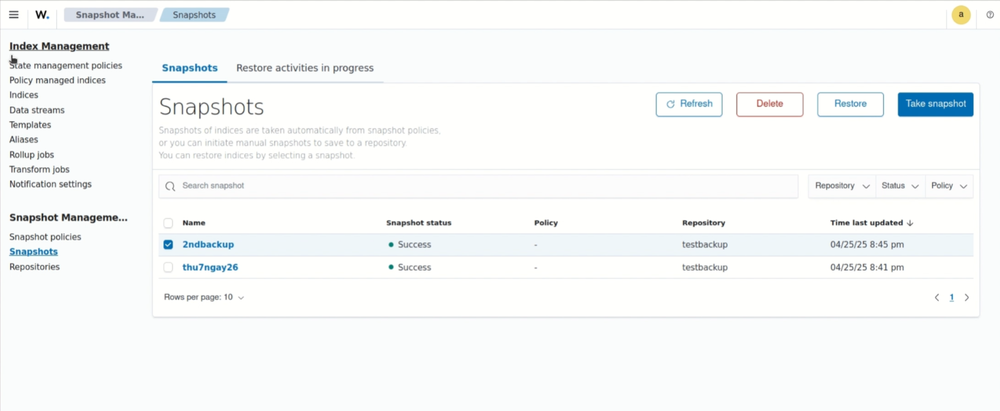 W. Snapshot Ma... Snapshots a
Index Management
State management policies
Policy managed indices
Indices
Data streams
Templates
Aliases
Rollup jobs
Transform jobs
Notification settings
Snapshot Manageme...
Snapshot policies
Snapshots
Repositories
Snapshots Restore activities in progress
Snapshots
Refresh Delete Restore Take snapshot
Snapshots of indices are taken automatically from snapshot policies,
or you can initiate manual snapshots to save to a repository.
You can restore indices by selecting a snapshot.
Search snapshot Repository Status Policy
Name Snapshot status Policy Repository Time last updated
2ndbackup Success - testbackup 04/25/25 8:45 pm
thu7ngay26 Success - testbackup 04/25/25 8:41 pm
Rows per page: 10 1